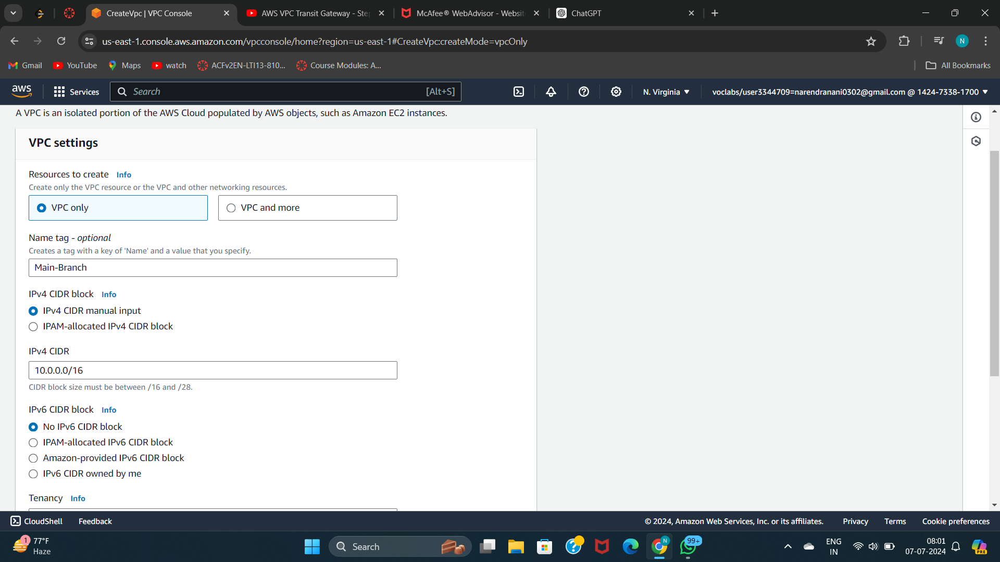 CreateVpc | VPC Console
AWS VPC Transit Gateway - Ste
McAfee® WebAdvisor - Websit
ChatGPT
us-east-1.console.aws.amazon.com/vpcconsole/home?region=us-east-1#CreateVpc:createMode=vpcOnly
N
Gmail
YouTube
Maps
watch
ACFv2EN-LTI13-810...
Course Modules: A...
All Bookmarks
aws
Services
Search
[Alt+S]
N. Virginia
voclabs/user3344709=narendranani0302@gmail.com @ 1424-7338-1700
A VPC is an isolated portion of the AWS Cloud populated by AWS objects, such as Amazon EC2 instances.
VPC settings
Resources to create Info
Create only the VPC resource or the VPC and other networking resources.
VPC only
VPC and more
Name tag - optional
Creates a tag with a key of 'Name' and a value that you specify.
Main-Branch
IPv4 CIDR block Info
IPv4 CIDR manual input
IPAM-allocated IPv4 CIDR block
IPv4 CIDR
10.0.0.0/16
CIDR block size must be between /16 and /28.
IPv6 CIDR block Info
No IPv6 CIDR block
IPAM-allocated IPv6 CIDR block
Amazon-provided IPv6 CIDR block
IPv6 CIDR owned by me
Tenancy Info
CloudShell
Feedback
© 2024, Amazon Web Services, Inc. or its affiliates.
Privacy
Terms
Cookie preferences
1
77°F
Haze
Search
N
99+
ENG
IN
08:01
07-07-2024
PRE